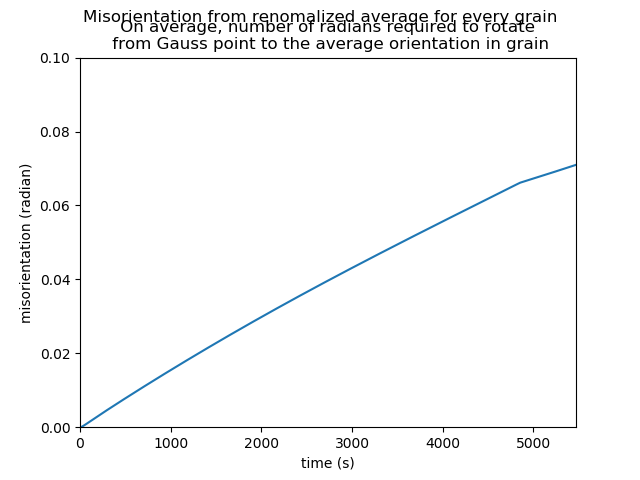 Misorientation from renomalized average for every grain
On average, number of radians required to rotate
from Gauss point to the average orientation in grain
0.10
0.08
0.06
0.04
0.02
0.00
misorientation (radian)
0 1000 2000 3000 4000 5000
time (s)